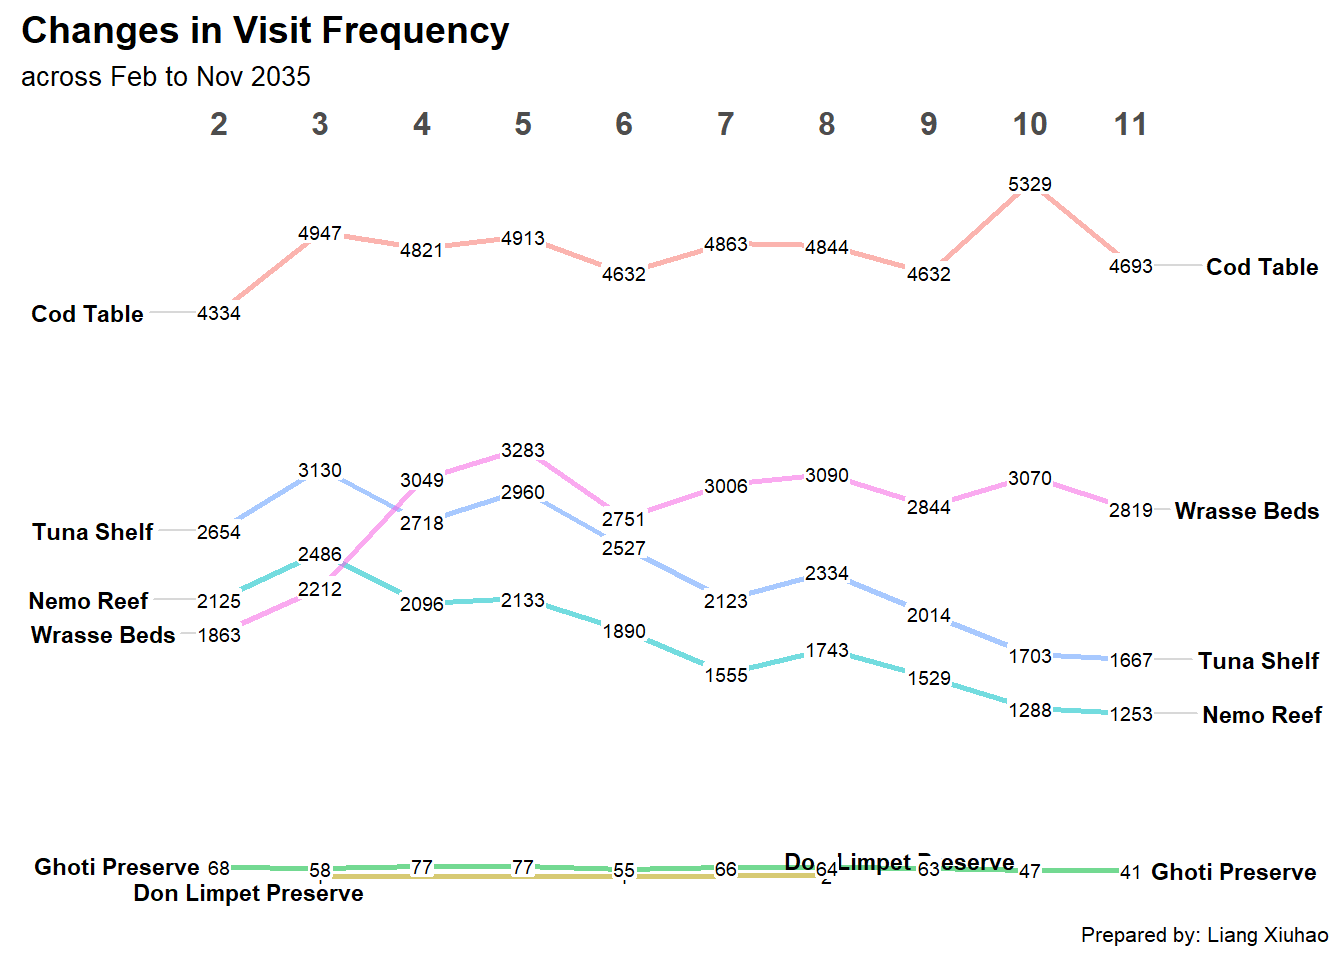 Changes in Visit Frequency
across Feb to Nov 2035
2 3 4 5 6 7 8 9 10 11
5329
4947 4821 4913 4632 4863 4844 4632 4693 Cod Table
Cod Table 4334
3283
3130 3049 2960 3006 3090 3070
Tuna Shelf 2654 2718 2751 2844 2819 Wrasse Beds
2486 2527
Nemo Reef 2125 2212 2096 2133 2123 2334 2014
Wrasse Beds 1863 1890
1555 1743 1529 1703 1667 Tuna Shelf
1288 1253 Nemo Reef
Ghoti Preserve 68 58 77 77 55 66 64 63 47 41 Ghoti Preserve
Limpet
Don Limpet Preserve
Prepared by: Liang Xiuhao